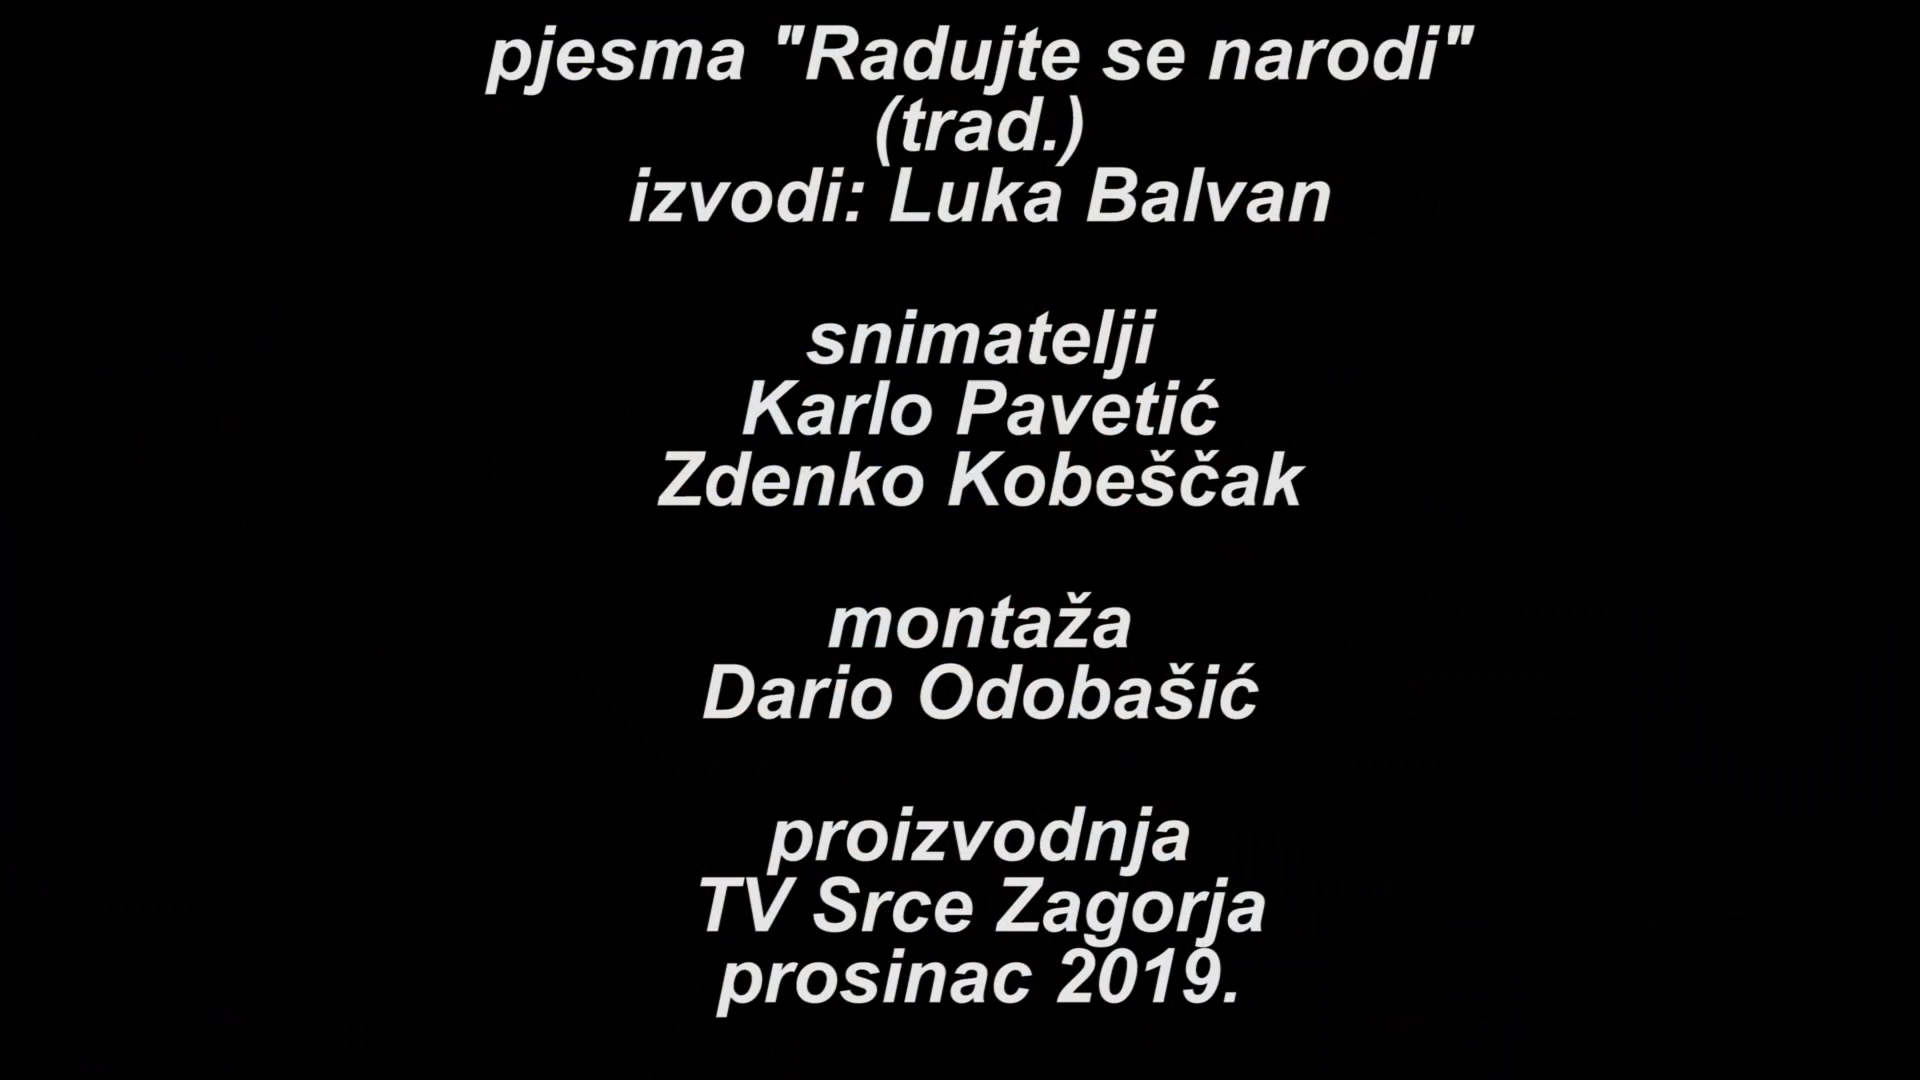 pjesma "Radujte se narodi"
(trad.)
izvodi: Luka Balvan
snimatelji
Karlo Pavetić
Zdenko Kobeščak
montaža
Dario Odobašić
proizvodnja
TV Srce Zagorja
prosinac 2019.